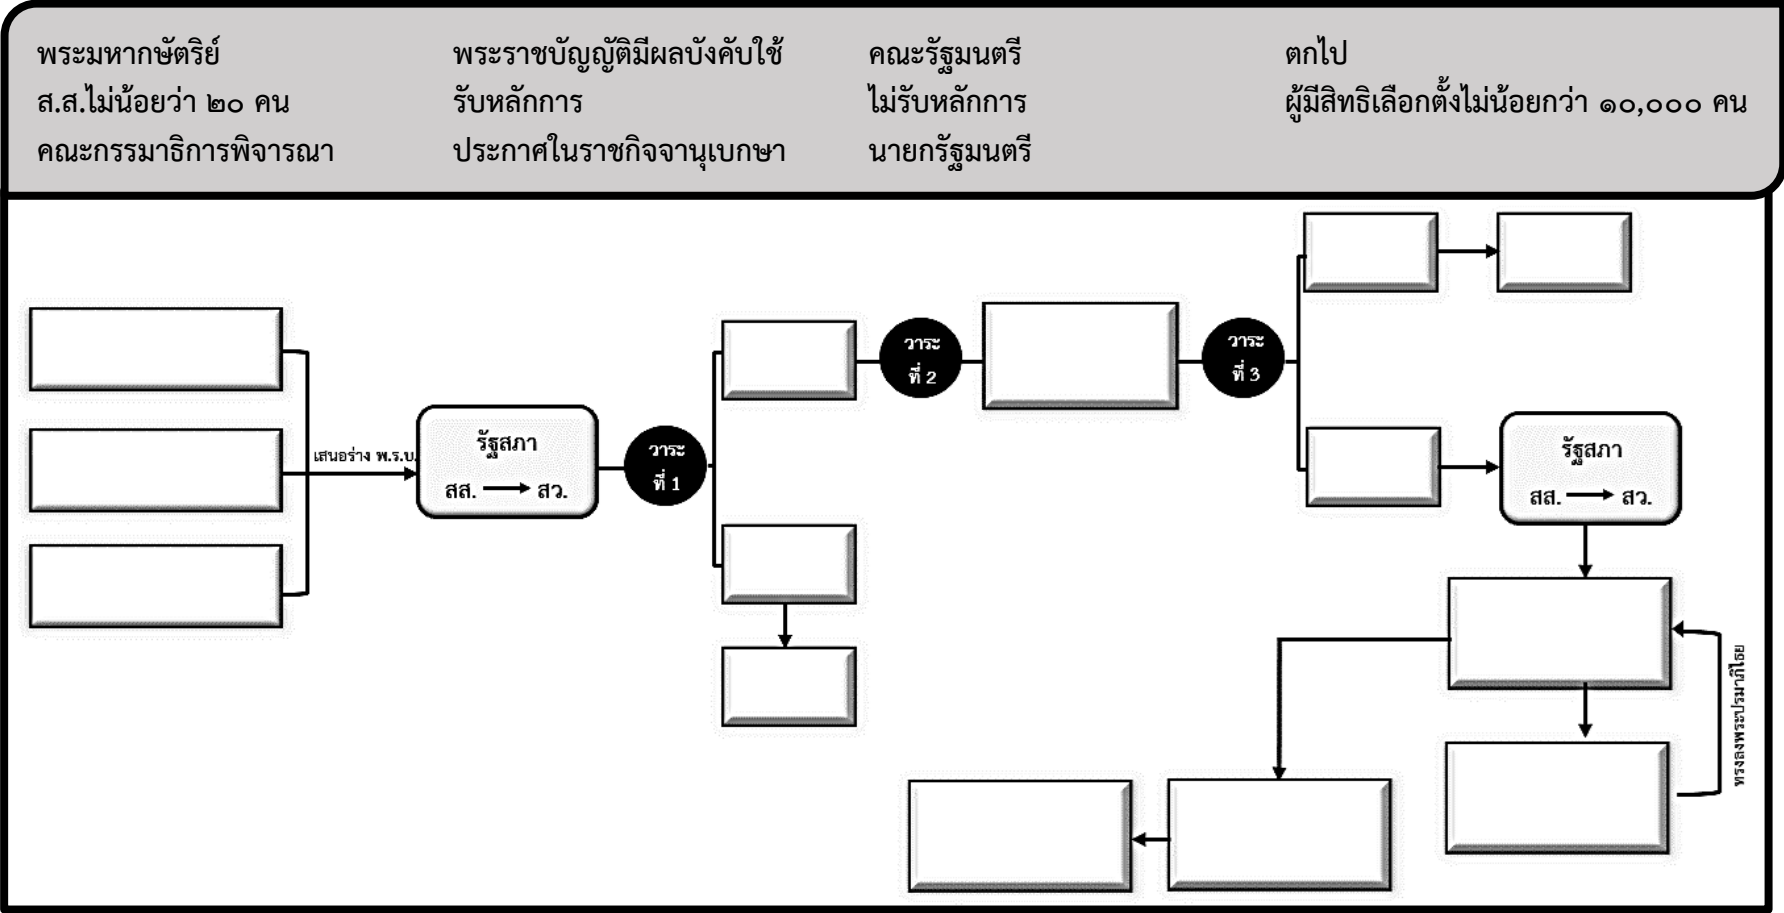 พระมหากษัตริย์ พระราชบัญญัติมีผลบังคับใช้ คณะรัฐมนตรี ตกไป
ส.ส.ไม่น้อยว่า ๒๐ คน รับหลักการ ไม่รับหลักการ ผู้มีสิทธิเลือกตั้งไม่น้อยกว่า ๑๐,๐๐๐ คน
คณะกรรมาธิการพิจารณา ประกาศในราชกิจจานุเบกษา นายกรัฐมนตรี
เสนอร่าง พ.ร.บ.
รัฐสภา
สส. → สว.
วาระ
ที่ 1
วาระ
ที่ 2
วาระ
ที่ 3
รัฐสภา
สส. → สว.
ทรงลงพระปรมาภิไธย